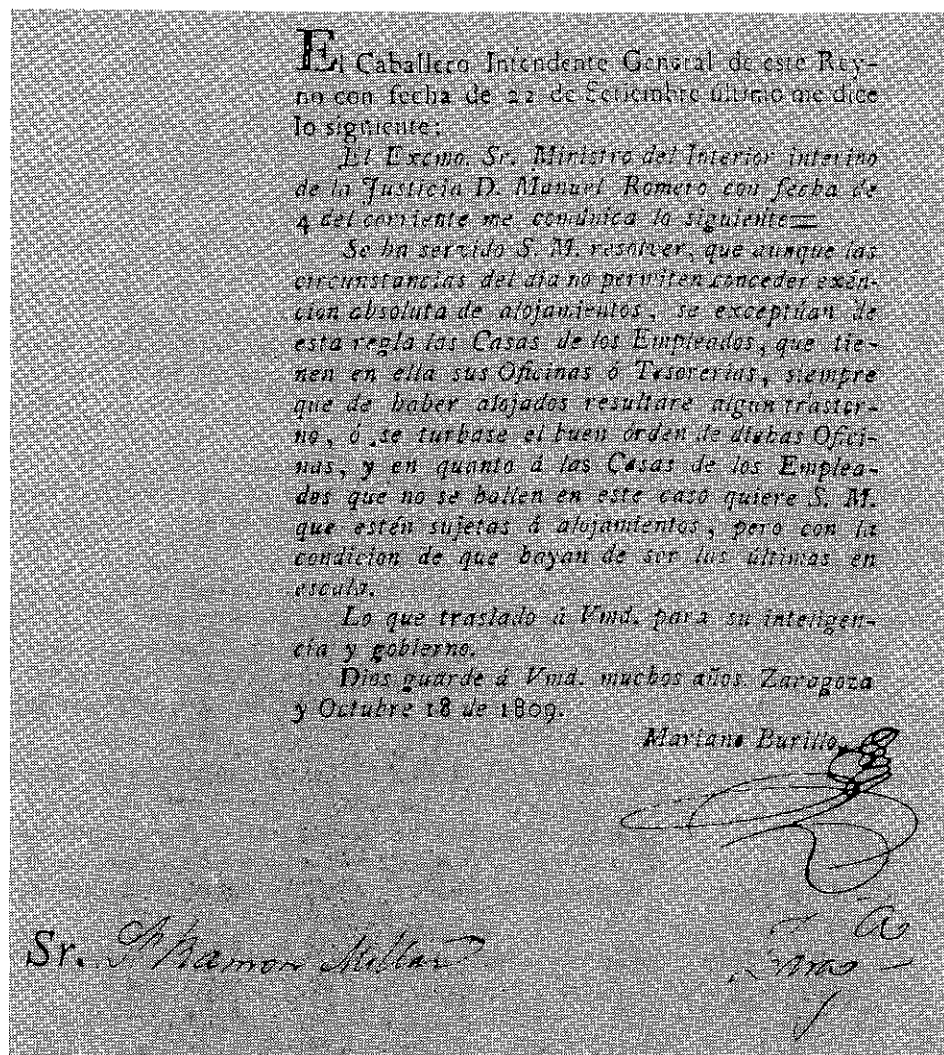 El Caballero Intendente General de este Rey-
no con fecha de 22 de Setiembre último me dice
lo siguiente:
El Excmo. Sr. Ministro del Interior interino
de la Justicia D. Manuel Romero con fecha de
4 del corriente me comunica lo siguiente=
Se ha servido S. M. resolver, que aunque las
circunstancias del dia no permiten conceder exên-
cion absoluta de alojamientos, se exceptúan de
esta regla las Casas de los Empleados, que tie-
nen en ella sus Oficinas ó Tesorerías, siempre
que de haber alojados resultare algun trastor-
no, ó se turbase el buen órden de dichas Ofici-
nas, y en quanto á las Casas de los Emplea-
dos que no se hallen en este caso quiere S. M.
que estén sujetas á alojamientos, pero con la
condicion de que hayan de ser las últimas en
escala.
Lo que traslado á Vmd. para su inteligen-
cia y gobierno.
Dios guarde á Vmd. muchos años. Zaragoza
y Octubre 18 de 1809.
Mariano Burillo
Sr. Dn Ramon Millan